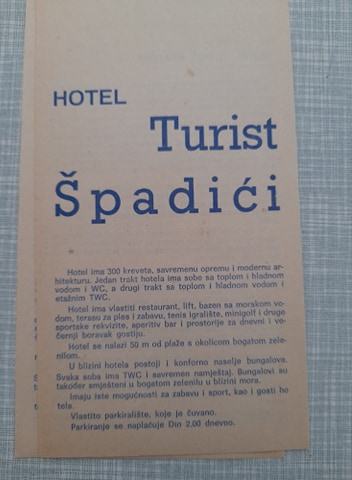 HOTEL
Turist
Špadići
Hotel ima 300 kreveta, savremenu opremu i modernu ar-
hitekturu. Jedan trakt hotela ima sobe sa toplom i hladnom
vodom i WC, a drugi trakt sa toplom i hladnom vodom i
etažnim TWC.
Hotel ima vlastiti restaurant, lift, bazen sa morskom vo-
dom, terasu za ples i zabavu, tenis igralište, minigolf i druge
sportske rekvizite, aperitiv bar i prostorije za dnevni i ve-
černji boravak gostiju.
Hotel se nalazi 50 m od plaže s okolicom bogatom zele-
nilom.
U blizini hotela postoji i konforno naselje bungalova.
Svaka soba ima TWC i savremen namještaj. Bungalovi su
također smješteni u bogatom zelenilu u blizini mora.
Imaju iste mogućnosti za zabavu i sport, kao i gosti ho
tela.
Vlastito parkiralište, koje je čuvano.
Parkiranje se naplaćuje Din 2,00 dnevno.